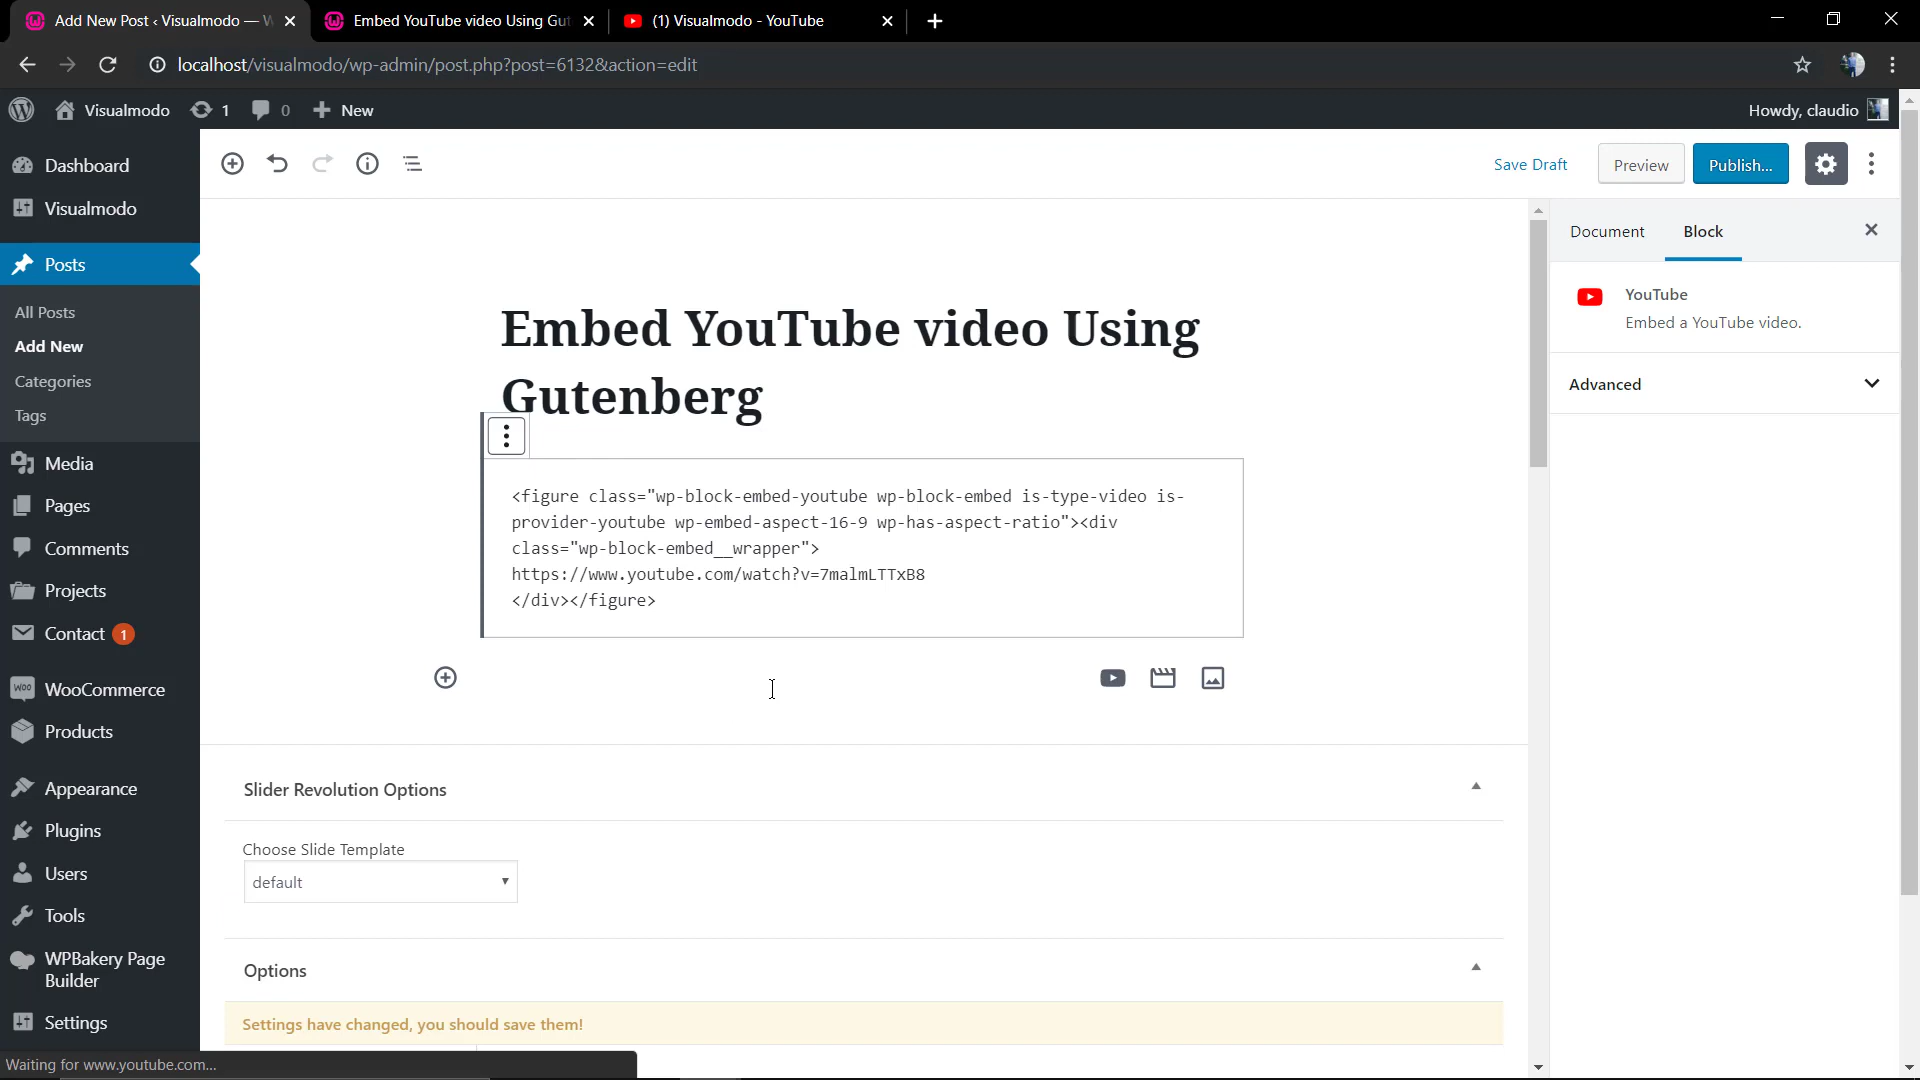 Add New Post ‹ Visualmodo —
Embed YouTube video Using Gut
(1) Visualmodo - YouTube
localhost/visualmodo/wp-admin/post.php?post=6132&action=edit
Visualmodo
1
0
New
Howdy, claudio
Dashboard
Visualmodo
Posts
All Posts
Add New
Categories
Tags
Media
Pages
Comments
Projects
Contact 1
WooCommerce
Products
Appearance
Plugins
Users
Tools
WPBakery Page
Builder
Settings
Save Draft
Preview
Publish...
Embed YouTube video Using
Gutenberg
<figure class="wp-block-embed-youtube wp-block-embed is-type-video is-
provider-youtube wp-embed-aspect-16-9 wp-has-aspect-ratio"><div
class="wp-block-embed__wrapper">
https://www.youtube.com/watch?v=7malmLTTxB8
</div></figure>
Slider Revolution Options
Choose Slide Template
default
Options
Settings have changed, you should save them!
Document
Block
YouTube
Embed a YouTube video.
Advanced
Waiting for www.youtube.com...